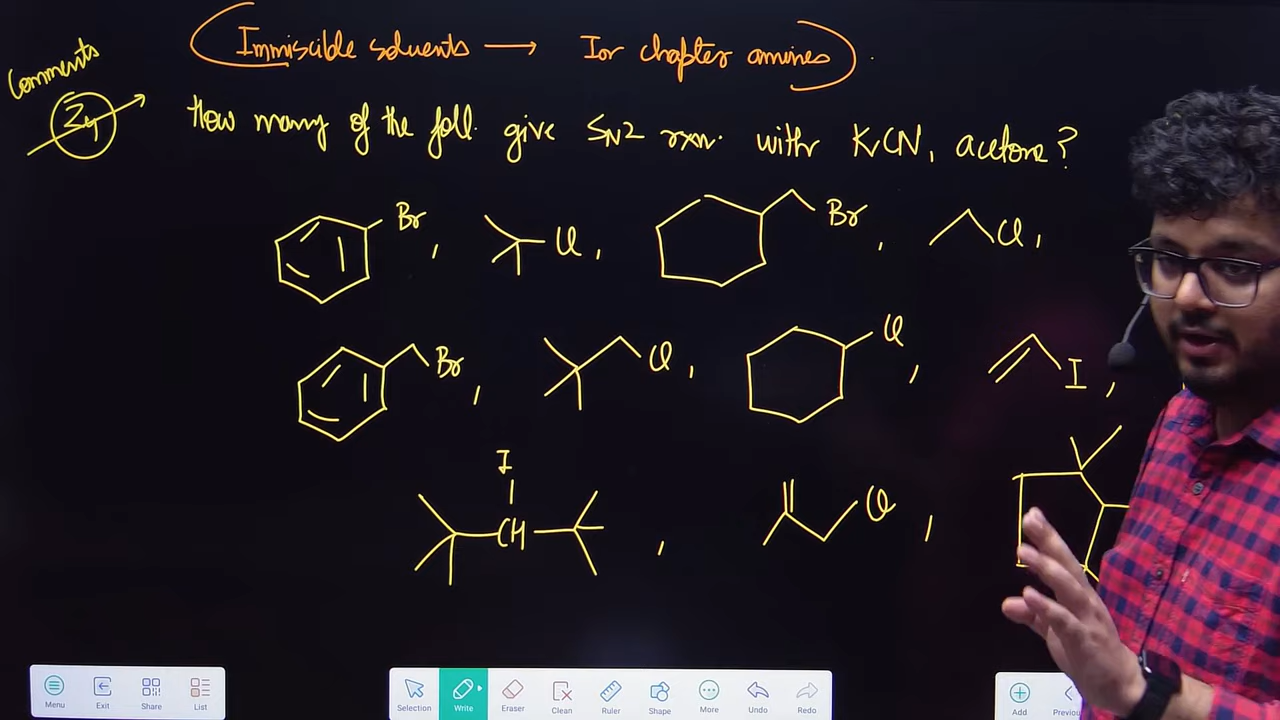 (Immiscible solvents → Ior chapter amines).
Comments
24
How many of the foll. give SN2 rxn. with KCN, acetone?
Br, Cl, Br, Cl,
Br, Cl, Cl, I,
I
CH, Cl,
Menu Exit Share List Selection Write Eraser Clean Ruler Shape More Undo Redo Add Previou